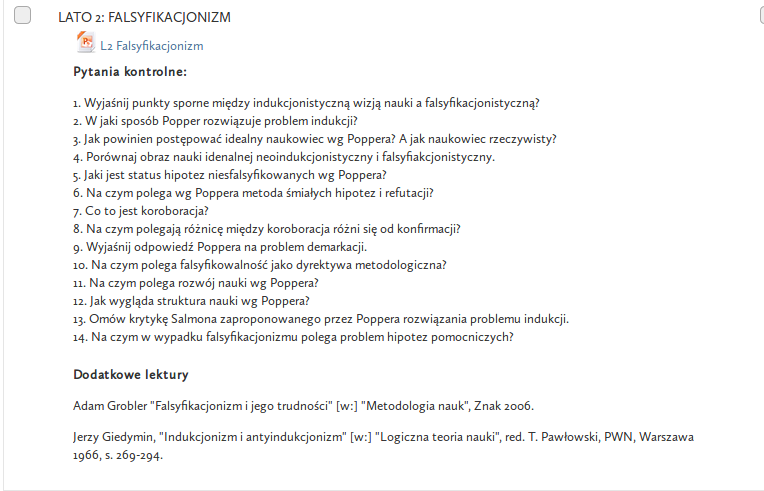 LATO 2: FALSYFIKACJONIZM
L2 Falsyfikacjonizm
Pytania kontrolne:
1. Wyjaśnij punkty sporne między indukcjonistyczną wizją nauki a falsyfikacjonistyczną?
2. W jaki sposób Popper rozwiązuje problem indukcji?
3. Jak powinien postępować idealny naukowiec wg Poppera? A jak naukowiec rzeczywisty?
4. Porównaj obraz nauki idenalnej neoindukcjonistyczny i falsyfiakcjonistyczny.
5. Jaki jest status hipotez niesfalsyfikowanych wg Poppera?
6. Na czym polega wg Poppera metoda śmiałych hipotez i refutacji?
7. Co to jest koroboracja?
8. Na czym polegają różnicę między koroboracja różni się od konfirmacji?
9. Wyjaśnij odpowiedź Poppera na problem demarkacji.
10. Na czym polega falsyfikowalność jako dyrektywa metodologiczna?
11. Na czym polega rozwój nauki wg Poppera?
12. Jak wygląda struktura nauki wg Poppera?
13. Omów krytykę Salmona zaproponowanego przez Poppera rozwiązania problemu indukcji.
14. Na czym w wypadku falsyfikacjonizmu polega problem hipotez pomocniczych?
Dodatkowe lektury
Adam Grobler "Falsyfikacjonizm i jego trudności" [w:] "Metodologia nauk", Znak 2006.
Jerzy Giedymin, "Indukcjonizm i antyindukcjonizm" [w:] "Logiczna teoria nauki", red. T. Pawłowski, PWN, Warszawa
1966, s. 269-294.